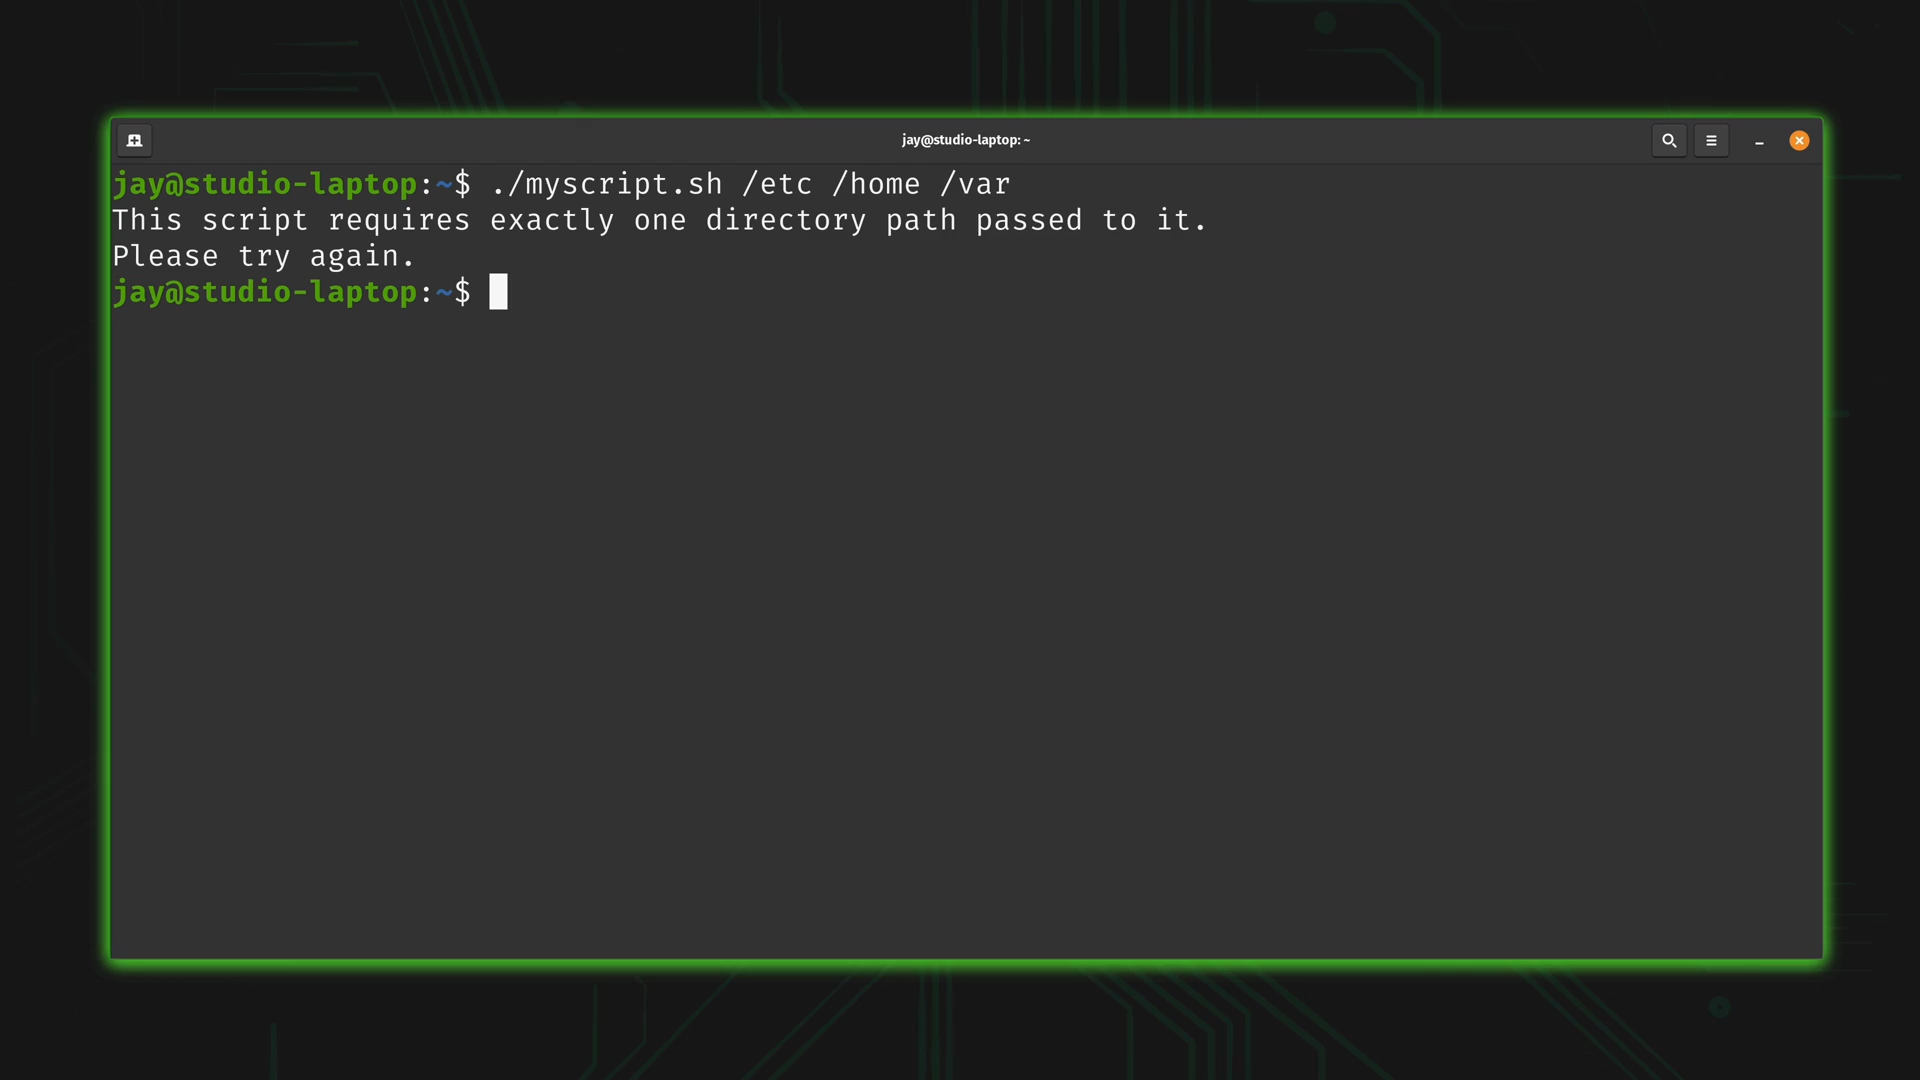 jay@studio-laptop: ~
jay@studio-laptop:~$ ./myscript.sh /etc /home /var
This script requires exactly one directory path passed to it.
Please try again.
jay@studio-laptop:~$